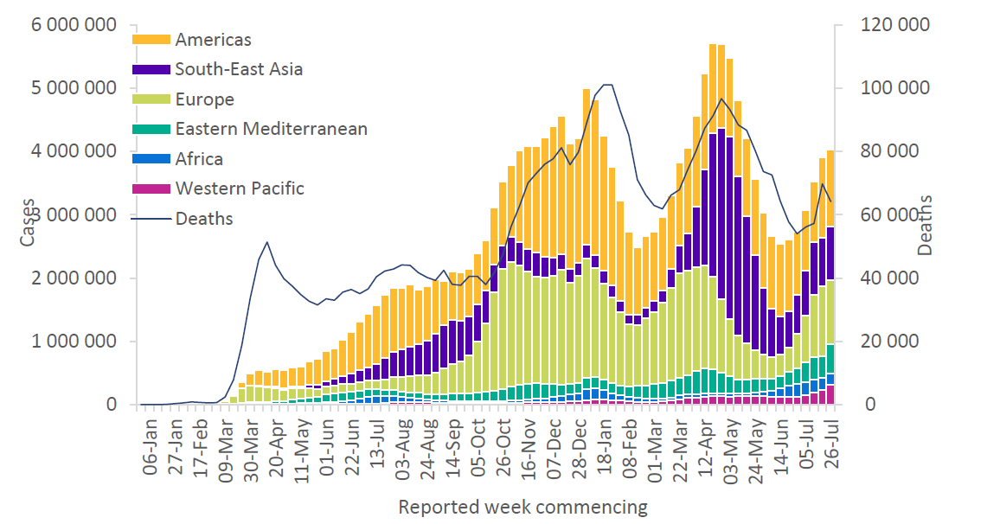 6 000 000
5 000 000
4 000 000
3 000 000
2 000 000
1 000 000
0
Cases
Americas
South-East Asia
Europe
Eastern Mediterranean
Africa
Western Pacific
Deaths
120 000
100 000
80 000
60 000
40 000
20 000
0
Deaths
06-Jan
27-Jan
17-Feb
09-Mar
30-Mar
20-Apr
11-May
01-Jun
22-Jun
13-Jul
03-Aug
24-Aug
14-Sep
05-Oct
26-Oct
16-Nov
07-Dec
28-Dec
18-Jan
08-Feb
01-Mar
22-Mar
12-Apr
03-May
24-May
14-Jun
05-Jul
26-Jul
Reported week commencing